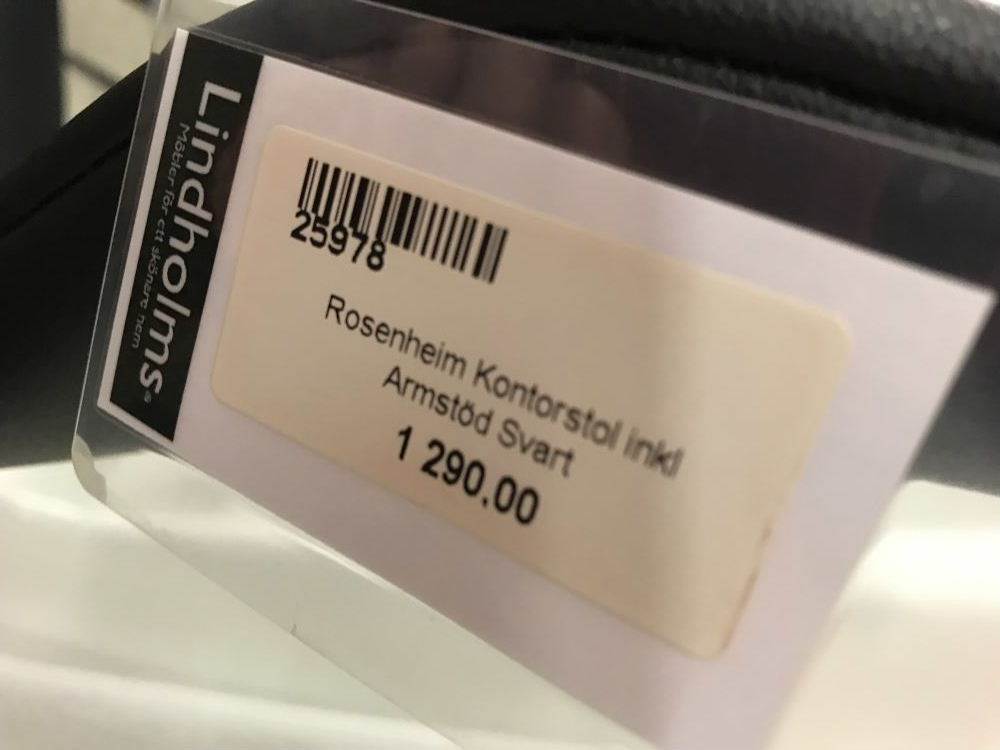 Lindholms
Möbler för ett skönare hem
25978
Rosenheim Kontorstol inkl
Armstöd Svart
1 290.00